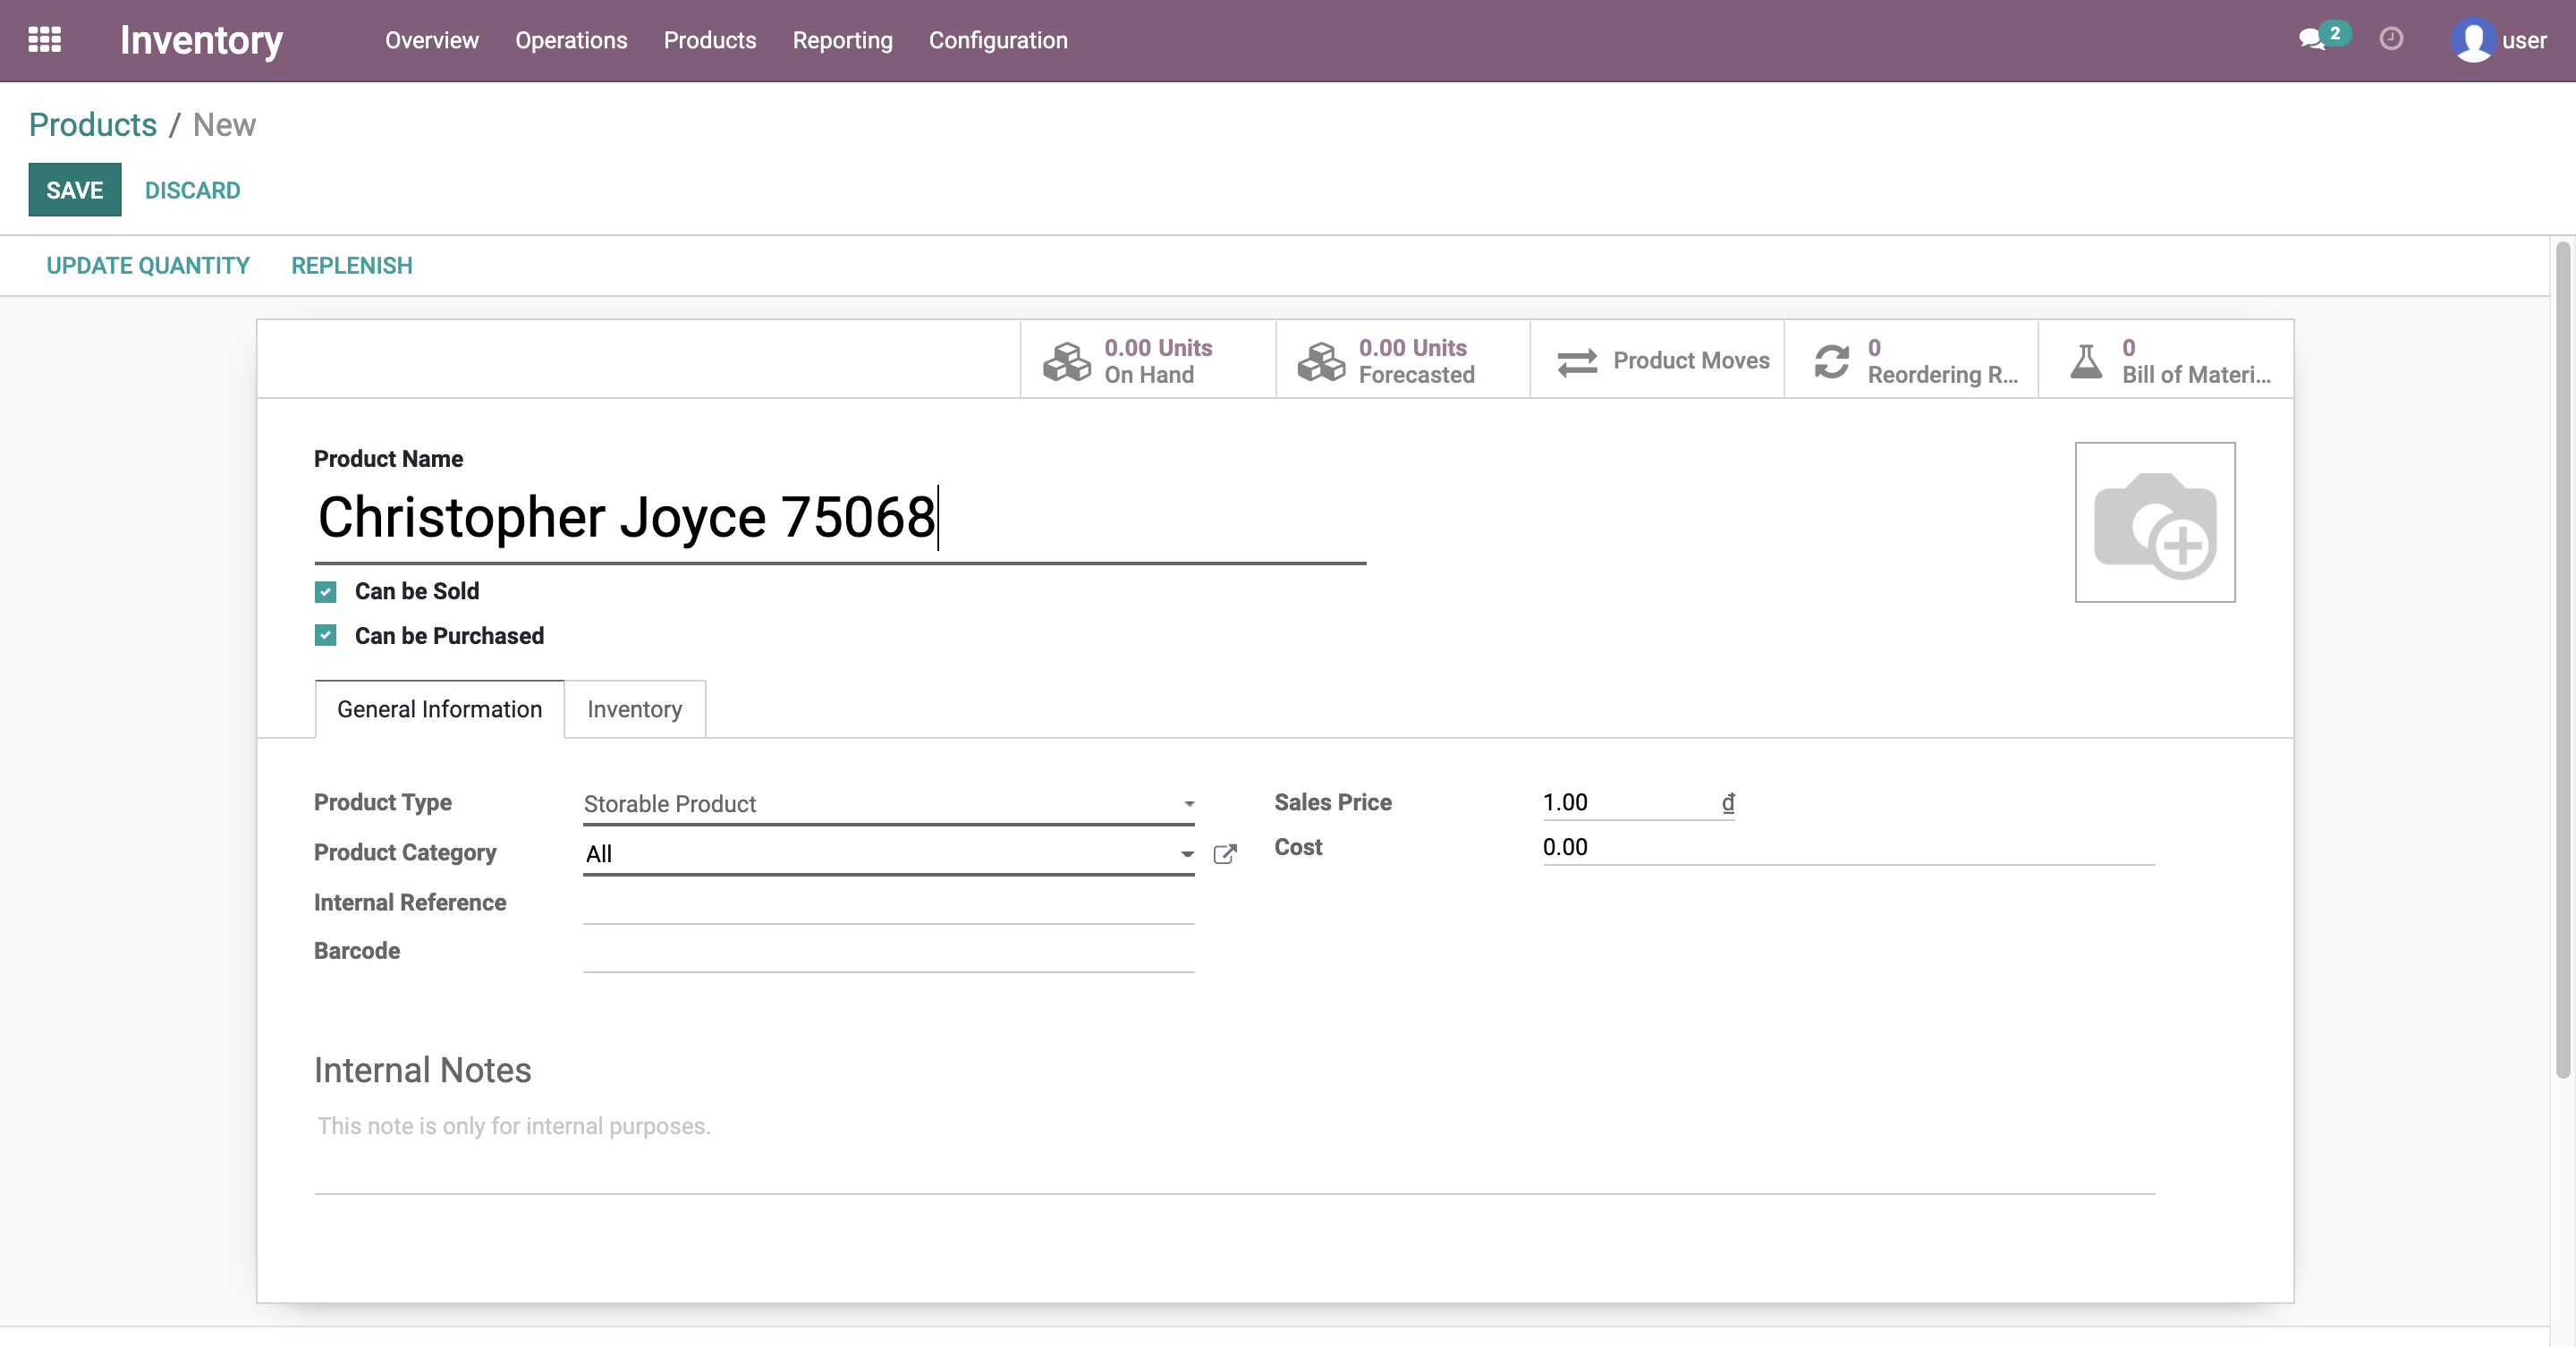 Inventory
Overview Operations Products Reporting Configuration
2
user
Products / New
SAVE DISCARD
UPDATE QUANTITY REPLENISH
0.00 Units
On Hand
0.00 Units
Forecasted
Product Moves
0
Reordering R...
0
Bill of Materi...
Product Name
Christopher Joyce 75068
Can be Sold
Can be Purchased
General Information Inventory
Product Type Storable Product
Product Category All
Internal Reference
Barcode
Sales Price 1.00 ₫
Cost 0.00
Internal Notes
This note is only for internal purposes.